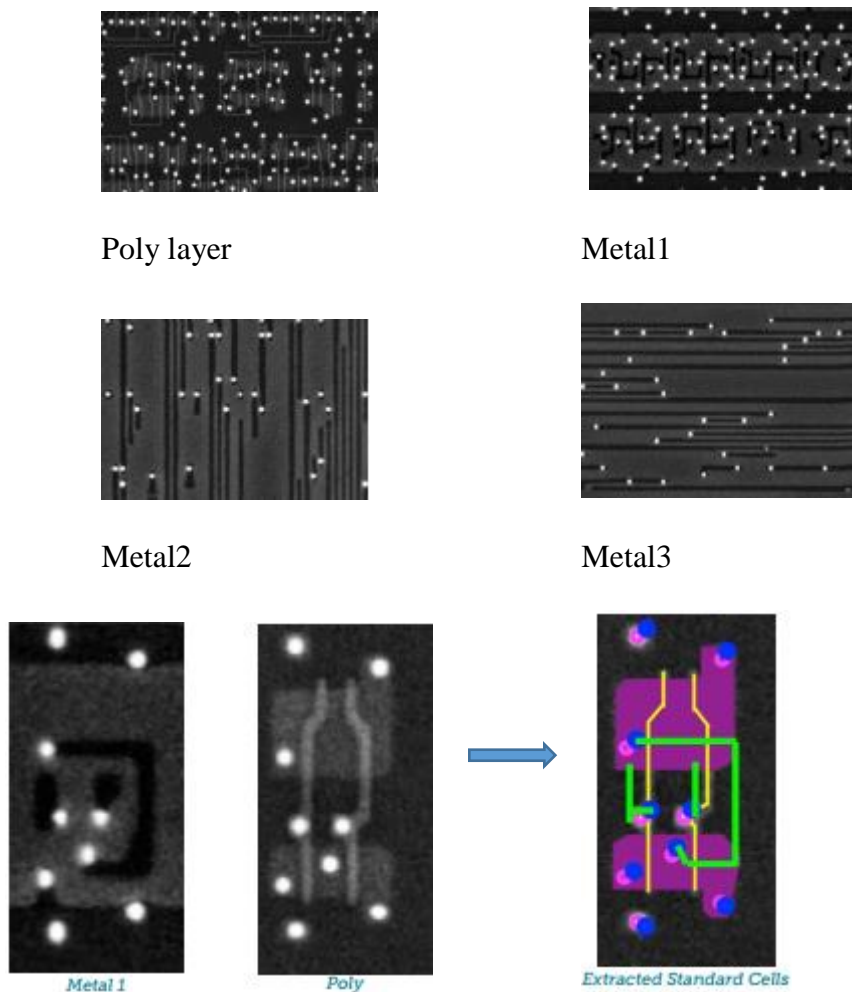 Poly layer
Metal1
Metal2
Metal3
Metal 1
Poly
Extracted Standard Cells